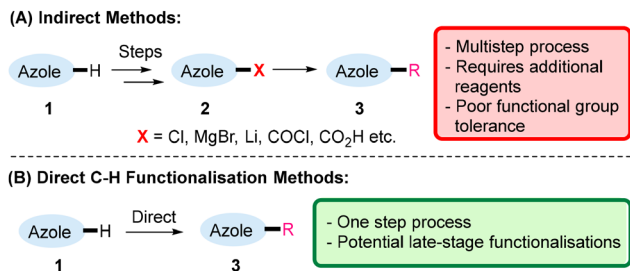 (A) Indirect Methods:
Azole H Steps Azole X Azole R
1 2 3
X = Cl, MgBr, Li, COCl, CO2H etc.
- Multistep process
- Requires additional
reagents
- Poor functional group
tolerance
(B) Direct C-H Functionalisation Methods:
Azole H Direct Azole R
1 3
- One step process
- Potential late-stage functionalisations